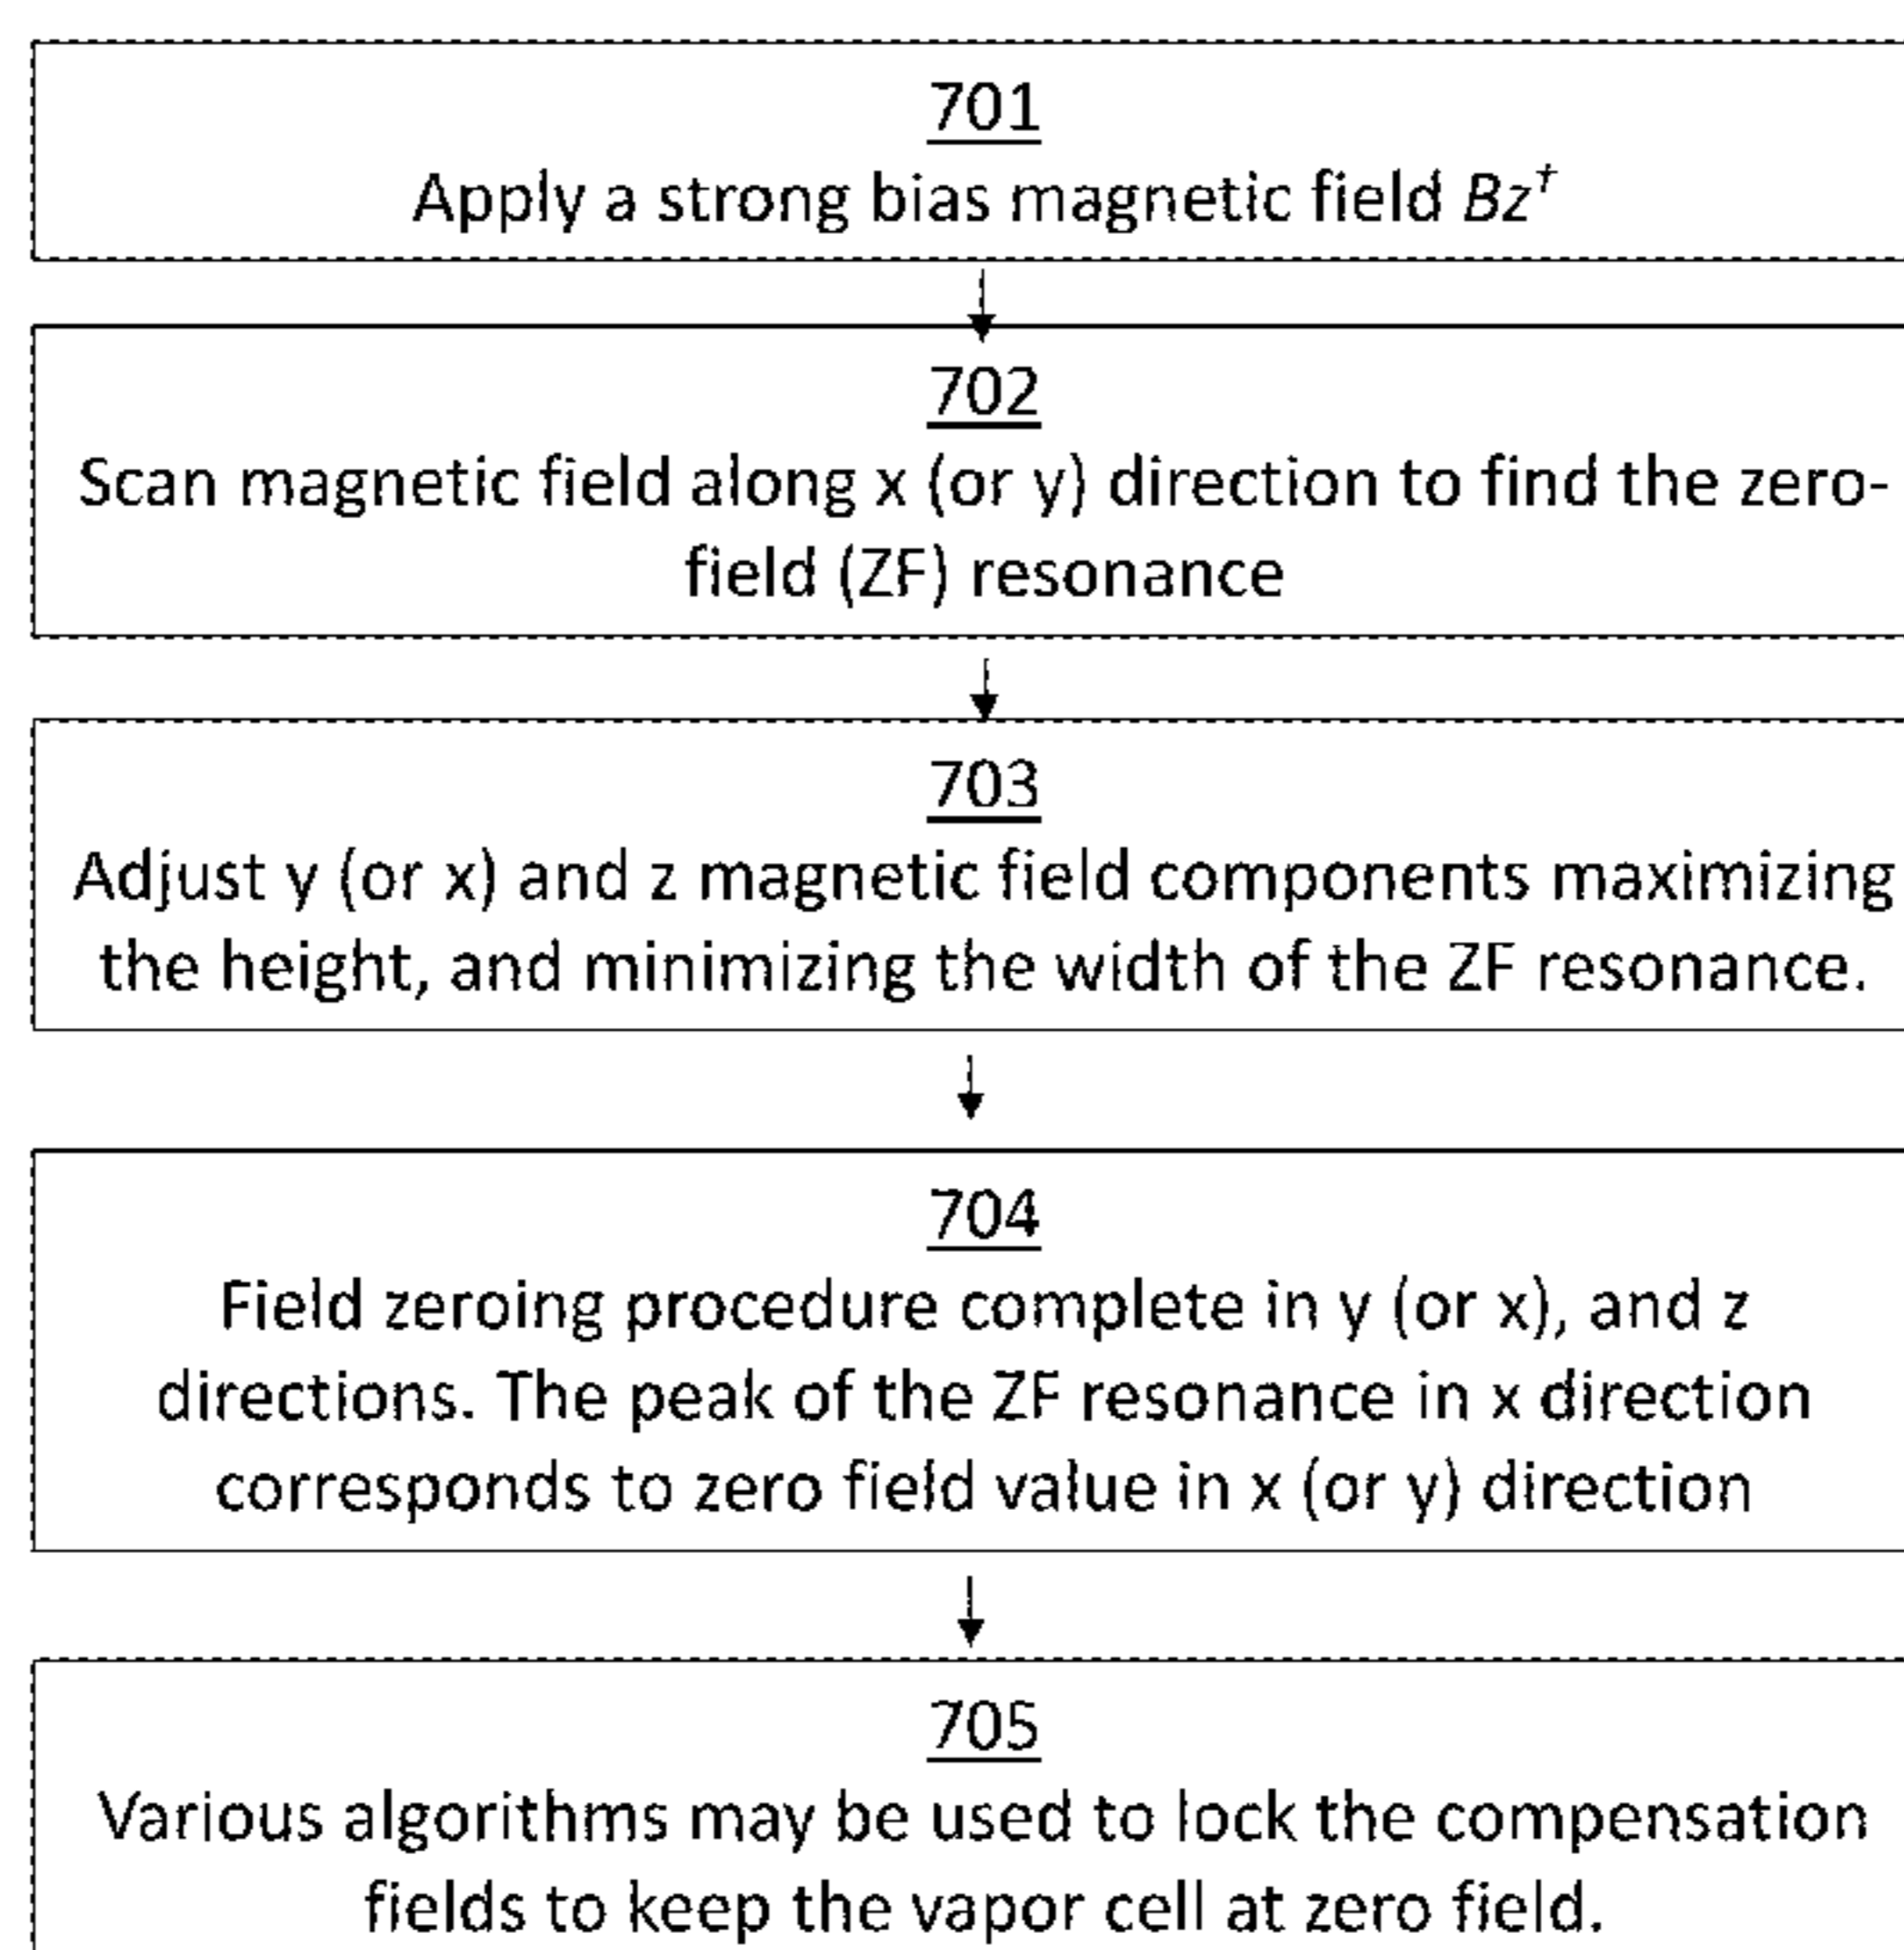 701
Apply a strong bias magnetic field Bz†
702
Scan magnetic field along x (or y) direction to find the zero-
field (ZF) resonance
703
Adjust y (or x) and z magnetic field components maximizing
the height, and minimizing the width of the ZF resonance.
704
Field zeroing procedure complete in y (or x), and z
directions. The peak of the ZF resonance in x direction
corresponds to zero field value in x (or y) direction
705
Various algorithms may be used to lock the compensation
fields to keep the vapor cell at zero field.